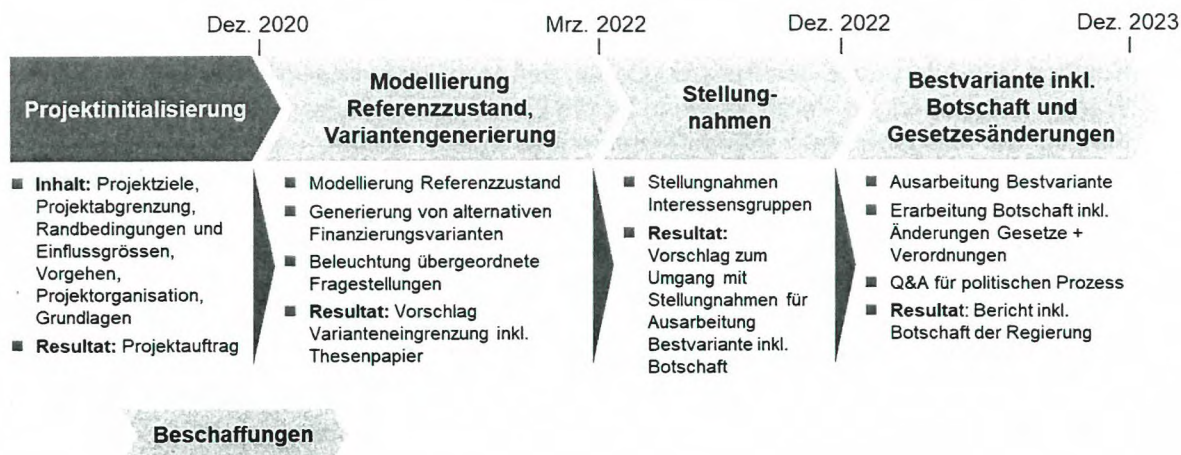 Dez. 2020
Mrz. 2022
Dez. 2022
Dez. 2023
Projektinitialisierung
Modellierung
Referenzzustand,
Variantengenerierung
Stellung-
nahmen
Bestvariante inkl.
Botschaft und
Gesetzesänderungen
Inhalt: Projektziele,
Projektabgrenzung,
Randbedingungen und
Einflussgrössen,
Vorgehen,
Projektorganisation,
Grundlagen
Resultat: Projektauftrag
Modellierung Referenzzustand
Generierung von alternativen
Finanzierungsvarianten
Beleuchtung übergeordnete
Fragestellungen
Resultat: Vorschlag
Varianteneingrenzung inkl.
Thesenpapier
Stellungnahmen
Interessensgruppen
Resultat:
Vorschlag zum
Umgang mit
Stellungnahmen für
Ausarbeitung
Bestvariante inkl.
Botschaft
Ausarbeitung Bestvariante
Erarbeitung Botschaft inkl.
Änderungen Gesetze +
Verordnungen
Q&A für politischen Prozess
Resultat: Bericht inkl.
Botschaft der Regierung
Beschaffungen